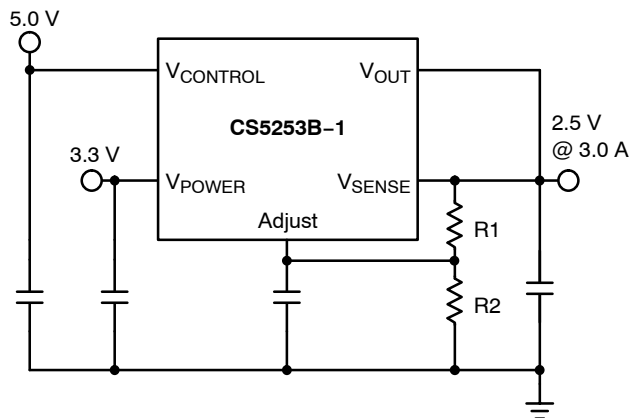 5.0 V
VCONTROL
VOUT
CS5253B−1
2.5 V
@ 3.0 A
3.3 V
VPOWER
VSENSE
Adjust
R1
R2